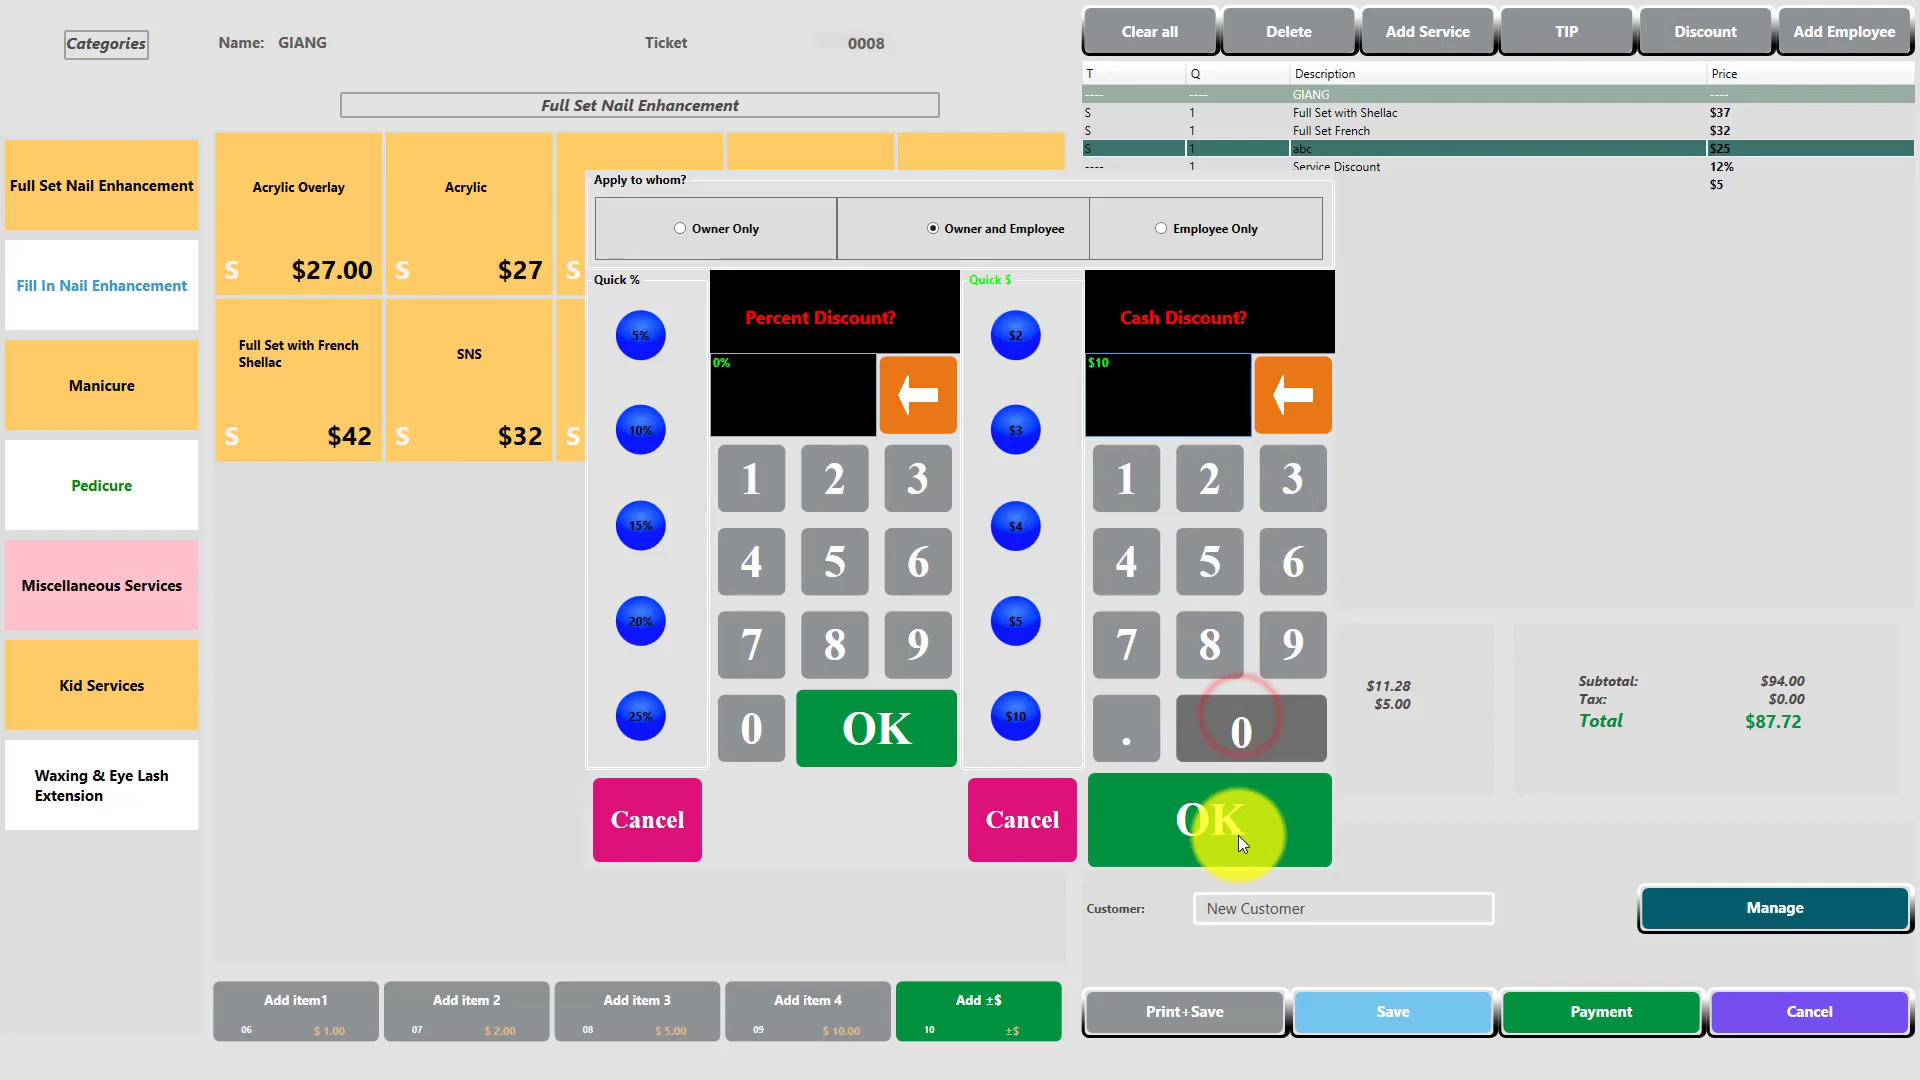 Categories
Name: GIANG
Ticket
0008
Clear all
Delete
Add Service
TIP
Discount
Add Employee
Full Set Nail Enhancement
T Q Description Price
---- ---- GIANG ----
S 1 Full Set with Shellac $37
S 1 Full Set French $32
S 1 abc $25
---- 1 Service Discount 12%
$5
Full Set Nail Enhancement
Fill In Nail Enhancement
Manicure
Pedicure
Miscellaneous Services
Kid Services
Waxing & Eye Lash
Extension
Acrylic Overlay
S $27.00
Acrylic
S $27
S
Full Set with French
Shellac
S $42
SNS
S $32
S
Apply to whom?
Owner Only
Owner and Employee
Employee Only
Quick %
5%
10%
15%
20%
25%
Percent Discount?
0%
1 2 3
4 5 6
7 8 9
0 OK
Cancel
Quick $
$2
$3
$4
$5
$10
Cash Discount?
$10
1 2 3
4 5 6
7 8 9
. 0
Cancel
OK
$11.28
$5.00
Subtotal: $94.00
Tax: $0.00
Total $87.72
Customer:
New Customer
Manage
Add item1
06 $ 1.00
Add item 2
07 $ 2.00
Add item 3
08 $ 5.00
Add item 4
09 $ 10.00
Add ±$
10 ±$
Print+Save
Save
Payment
Cancel